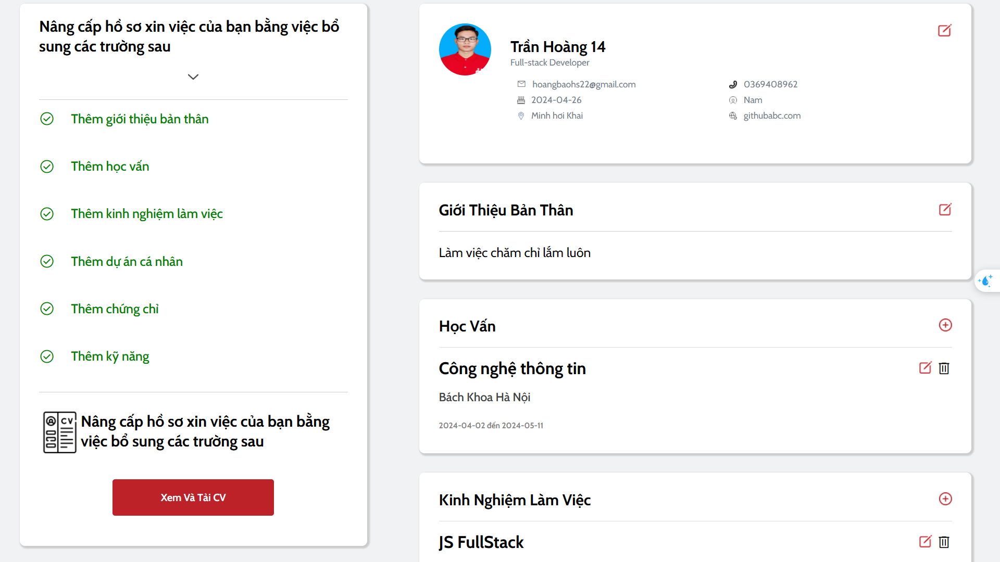 Nâng cấp hồ sơ xin việc của bạn bằng việc bổ
sung các trường sau
Thêm giới thiệu bản thân
Thêm học vấn
Thêm kinh nghiệm làm việc
Thêm dự án cá nhân
Thêm chứng chỉ
Thêm kỹ năng
CV
Nâng cấp hồ sơ xin việc của bạn bằng
việc bổ sung các trường sau
Xem Và Tải CV
Trần Hoàng 14
Full-stack Developer
hoangbaohs22@gmail.com
0369408962
2024-04-26
Nam
Minh hơi Khai
githubabc.com
Giới Thiệu Bản Thân
Làm việc chăm chỉ lắm luôn
Học Vấn
Công nghệ thông tin
Bách Khoa Hà Nội
2024-04-02 đến 2024-05-11
Kinh Nghiệm Làm Việc
JS FullStack